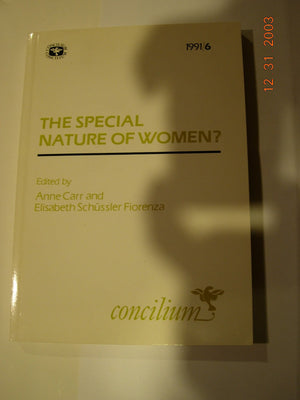 1991/6
12 31 2003
THE SPECIAL
NATURE OF WOMEN?
Edited by
Anne Carr and
Elisabeth Schüssler Fiorenza
concilium